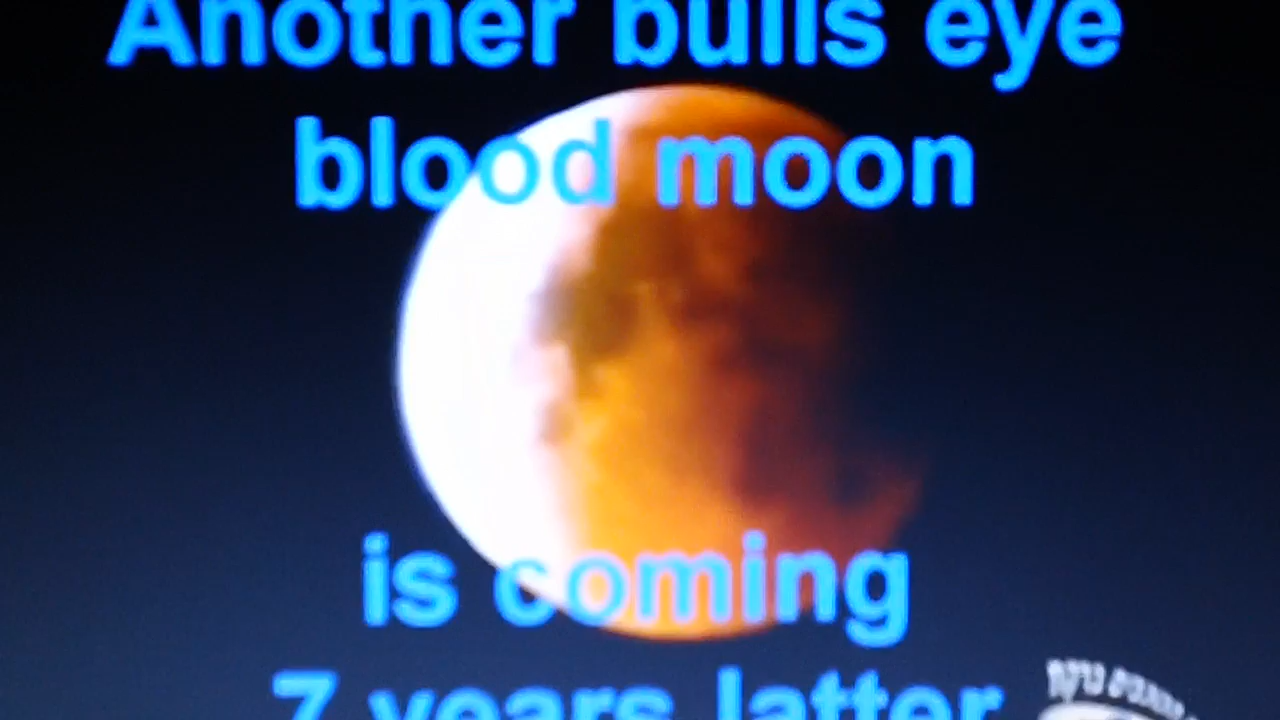 Another bulls eye
blood moon
is coming
7 years latter